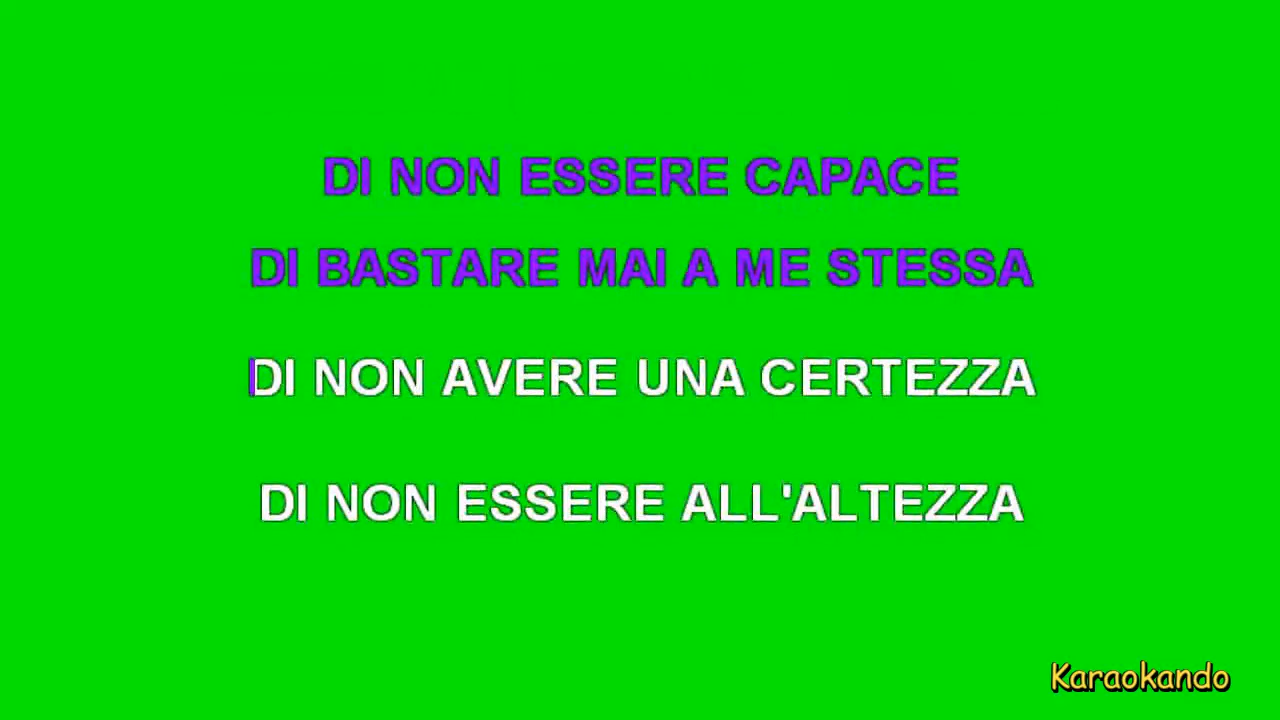 DI NON ESSERE CAPACE
DI BASTARE MAI A ME STESSA
DI NON AVERE UNA CERTEZZA
DI NON ESSERE ALL'ALTEZZA
Karaokando